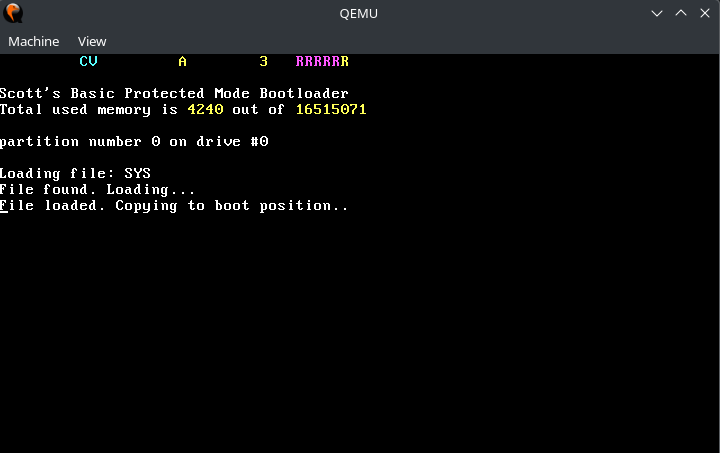 QEMU
Machine View
CV A 3 RRRRRR
Scott's Basic Protected Mode Bootloader
Total used memory is 4240 out of 16515071
partition number 0 on drive #0
Loading file: SYS
File found. Loading...
File loaded. Copying to boot position..